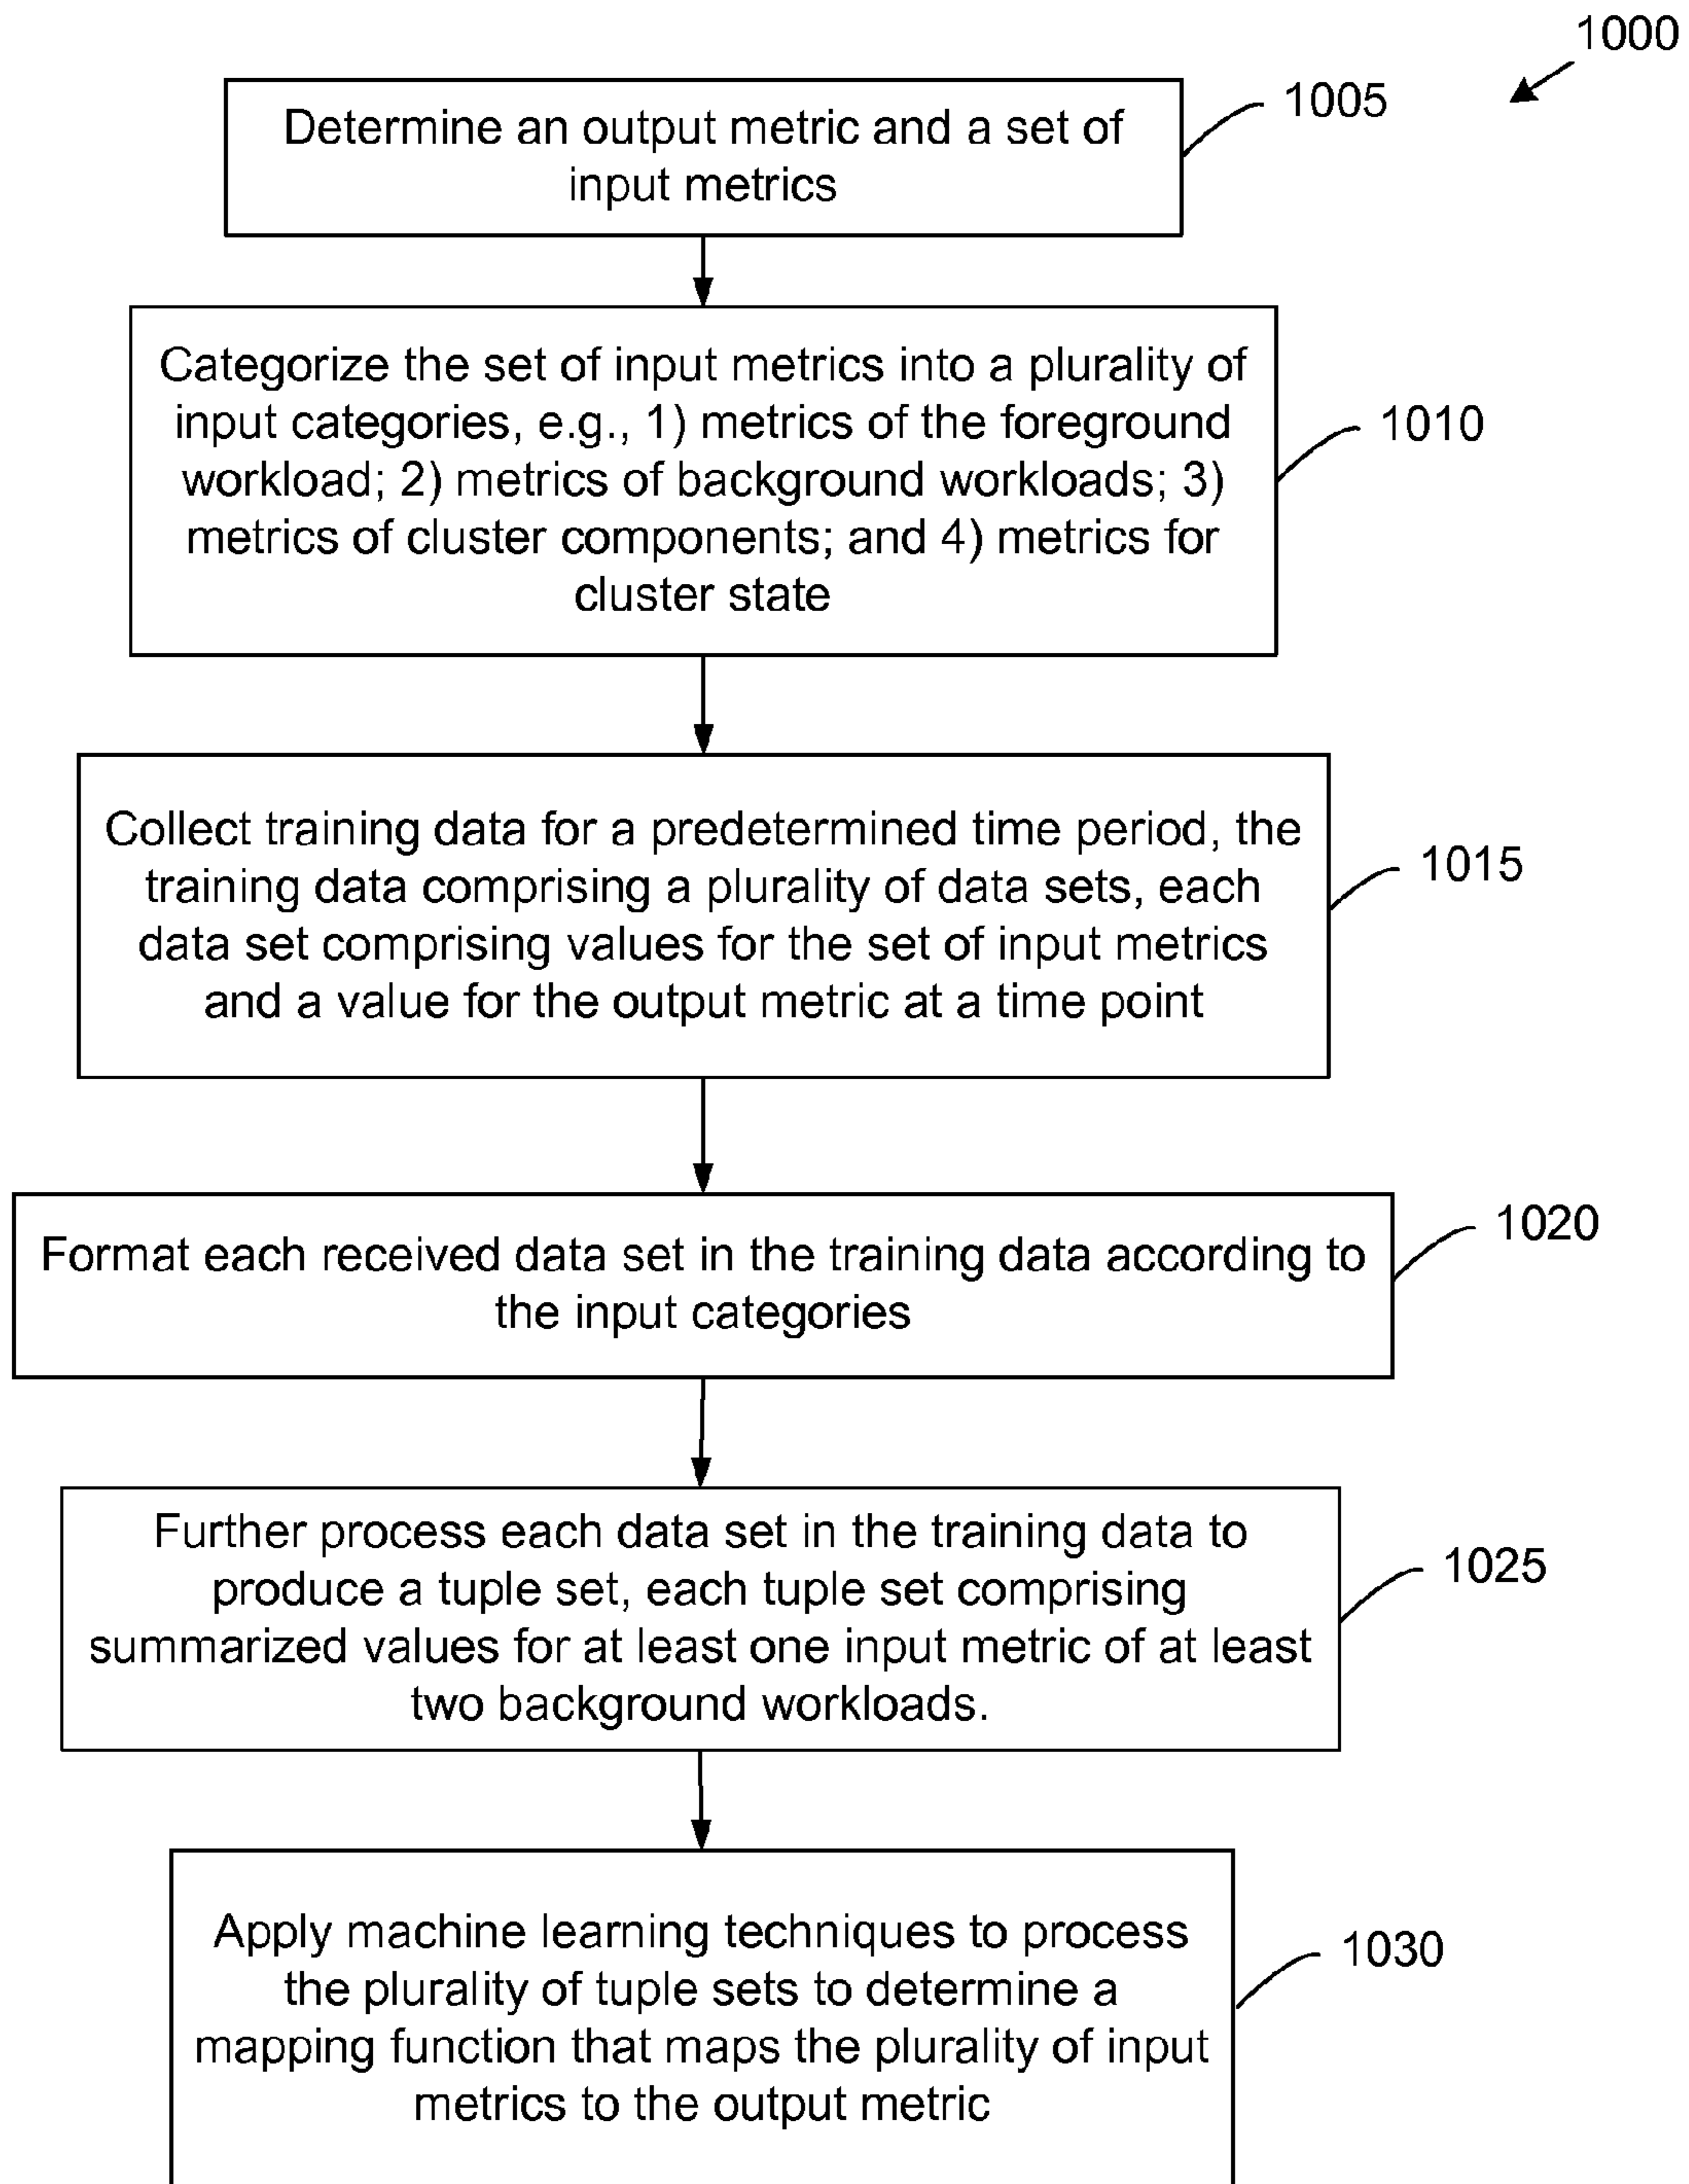 1000
Determine an output metric and a set of
input metrics
1005
Categorize the set of input metrics into a plurality of
input categories, e.g., 1) metrics of the foreground
workload; 2) metrics of background workloads; 3)
metrics of cluster components; and 4) metrics for
cluster state
1010
Collect training data for a predetermined time period, the
training data comprising a plurality of data sets, each
data set comprising values for the set of input metrics
and a value for the output metric at a time point
1015
Format each received data set in the training data according to
the input categories
1020
Further process each data set in the training data to
produce a tuple set, each tuple set comprising
summarized values for at least one input metric of at least
two background workloads.
1025
Apply machine learning techniques to process
the plurality of tuple sets to determine a
mapping function that maps the plurality of input
metrics to the output metric
1030